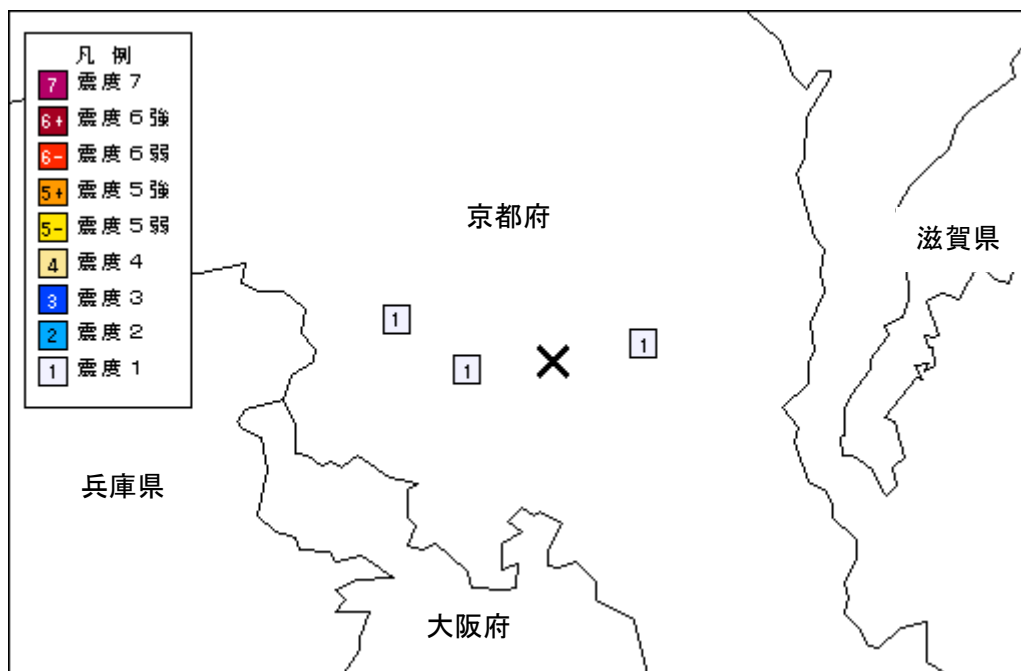 凡例
7 震度7
6+ 震度6強
6- 震度6弱
5+ 震度5強
5- 震度5弱
4 震度4
3 震度3
2 震度2
1 震度1
京都府
滋賀県
1
1
1
兵庫県
大阪府